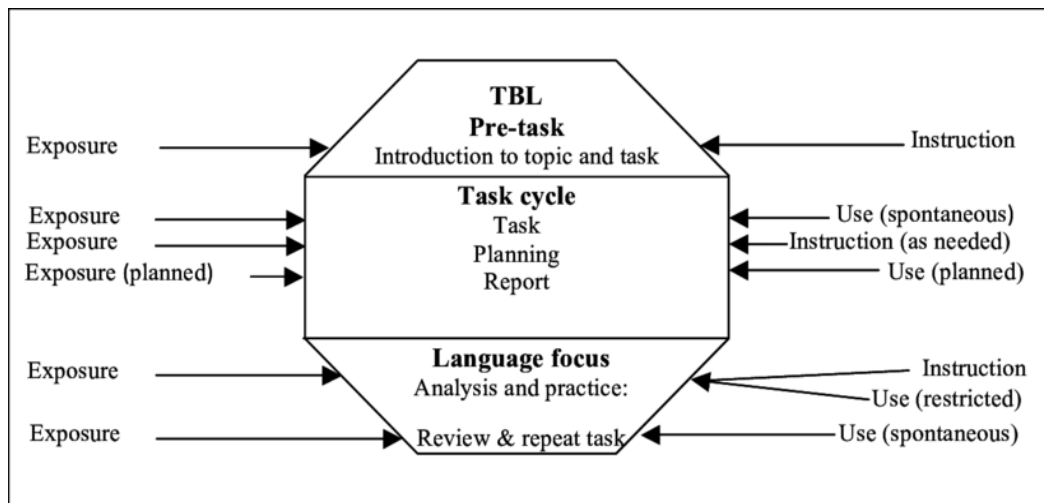 TBL
Pre-task
Exposure
Introduction to topic and task
Instruction
Task cycle
Exposure
Task
Use (spontaneous)
Exposure
Planning
Instruction (as needed)
Exposure (planned)
Report
Use (planned)
Language focus
Exposure
Analysis and practice:
Instruction
Use (restricted)
Exposure
Review & repeat task
Use (spontaneous)